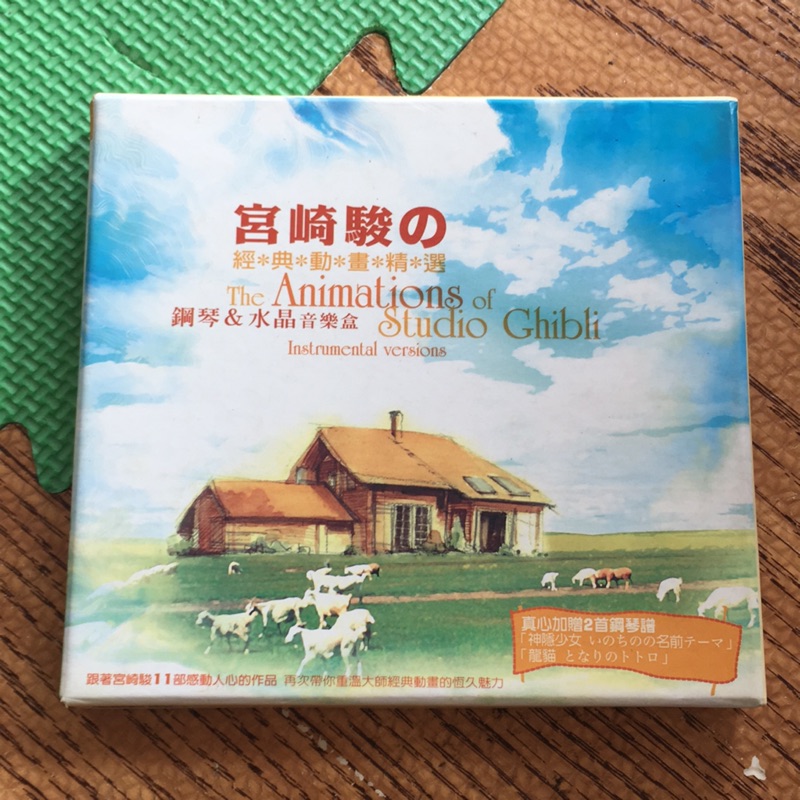 宮崎駿の
經*典*動*畫*精*選
The Animations of
Studio Ghibli
鋼琴&水晶音樂盒
Instrumental versions
真心加贈2首鋼琴譜
「神隱少女 いのちのの名前テーマ」
「龍貓 となりのトトロ」
跟著宮崎駿11部感動人心的作品 再次帶你重溫大師經典動畫的恆久魅力